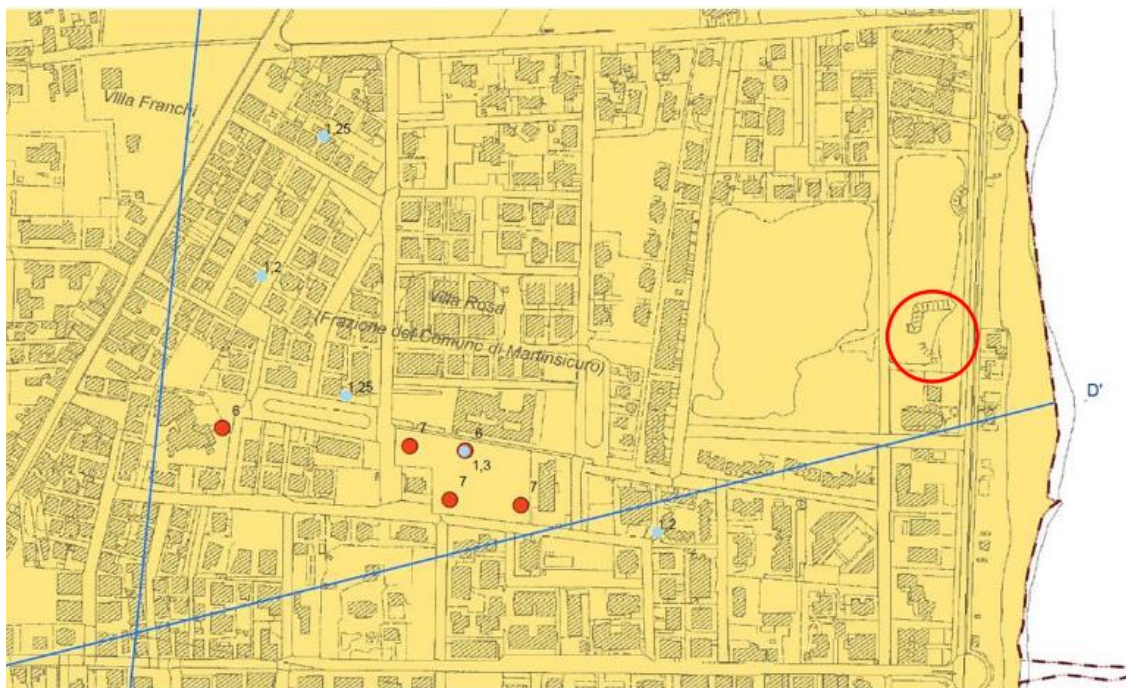 Villa Franchi
1,25
1,2
Villa Rosa
(Frazione del Comune di Martinsicuro)
1,25
D'
6
7
6
1,3
7
7
1,2